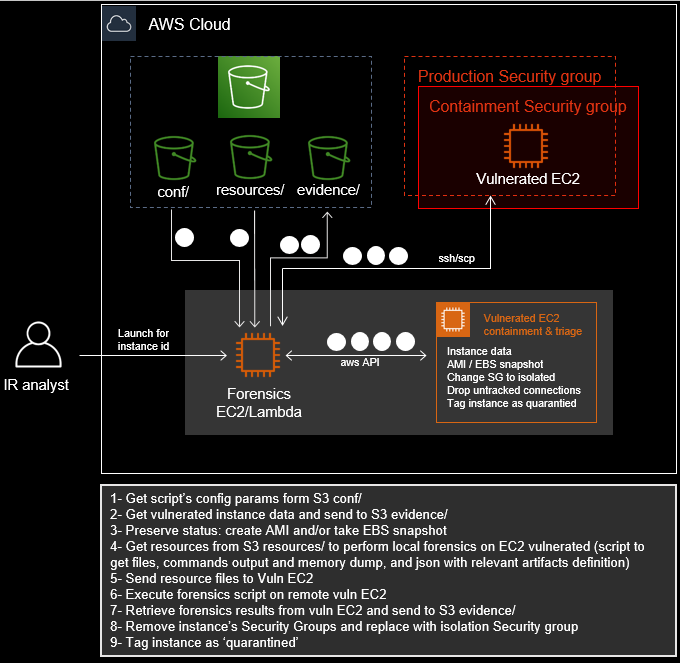 AWS Cloud
Production Security group
Containment Security group
Vulnerated EC2
conf/
resources/
evidence/
ssh/scp
Launch for
instance id
IR analyst
Forensics
EC2/Lambda
aws API
Vulnerated EC2
containment & triage
Instance data
AMI / EBS snapshot
Change SG to isolated
Drop untracked connections
Tag instance as quarantied
1- Get script's config params form S3 conf/
2- Get vulnerated instance data and send to S3 evidence/
3- Preserve status: create AMI and/or take EBS snapshot
4- Get resources from S3 resources/ to perform local forensics on EC2 vulnerated (script to
get files, commands output and memory dump, and json with relevant artifacts definition)
5- Send resource files to Vuln EC2
6- Execute forensics script on remote vuln EC2
7- Retrieve forensics results from vuln EC2 and send to S3 evidence/
8- Remove instance's Security Groups and replace with isolation Security group
9- Tag instance as ‘quarantined’